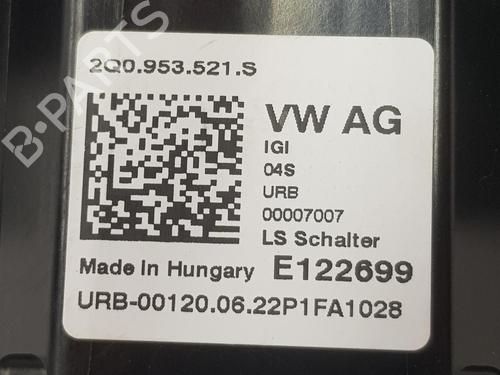 2Q0.953.521.S
VW AG
IGI
04S
URB
00007007
LS Schalter
Made in Hungary E122699
URB-00120.06.22P1FA1028
B-PARTS